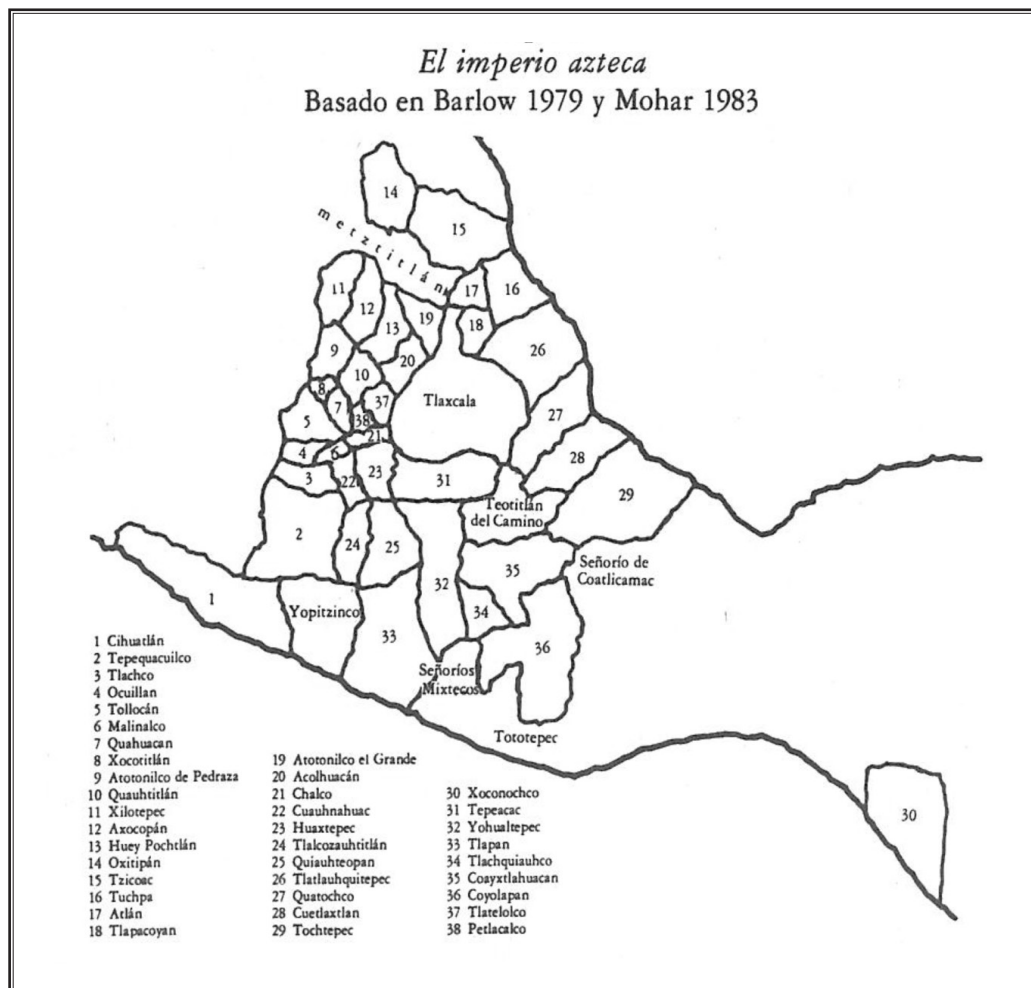 El imperio azteca
Basado en Barlow 1979 y Mohar 1983
14
15
metztitlán
11
12
17
16
13
19
18
9
20
26
10
8
37
Tlaxcala
7
5
38
27
21
4
6
28
3
23
31
22
29
Teotitlán
del Camino
2
24
25
Señorío de
Coatlicamac
35
32
1
Yopitzinco
34
33
36
Señoríos
Mixtecos
Tototepec
30
1 Cihuatlán
2 Tepequacuilco
3 Tlachco
4 Ocuillan
5 Tollocán
6 Malinalco
7 Quahuacan
8 Xocotitlán
9 Atotonilco de Pedraza
10 Quauhtitlán
11 Xilotepec
12 Axocopán
13 Huey Pochtlán
14 Oxitipán
15 Tzicoac
16 Tuchpa
17 Atlán
18 Tlapacoyan
19 Atotonilco el Grande
20 Acolhuacán
21 Chalco
22 Cuauhnahuac
23 Huaxtepec
24 Tlalcozauhtitlán
25 Quiauhteopan
26 Tlatlauhquitepec
27 Quatochco
28 Cuetlaxtlan
29 Tochtepec
30 Xoconochco
31 Tepeacac
32 Yohualtepec
33 Tlapan
34 Tlachquiauhco
35 Coayxtlahuacan
36 Coyolapan
37 Tlatelolco
38 Petlacalco